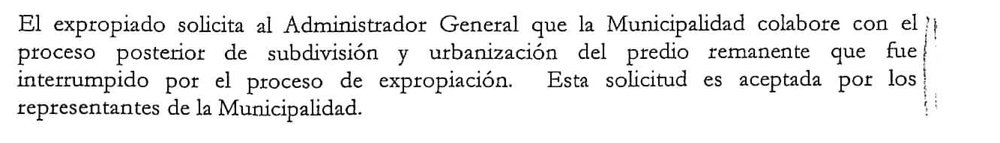 El expropiado solicita al Administrador General que la Municipalidad colabore con el
proceso posterior de subdivisión y urbanización del predio remanente que fue
interrumpido por el proceso de expropiación. Esta solicitud es aceptada por los
representantes de la Municipalidad.